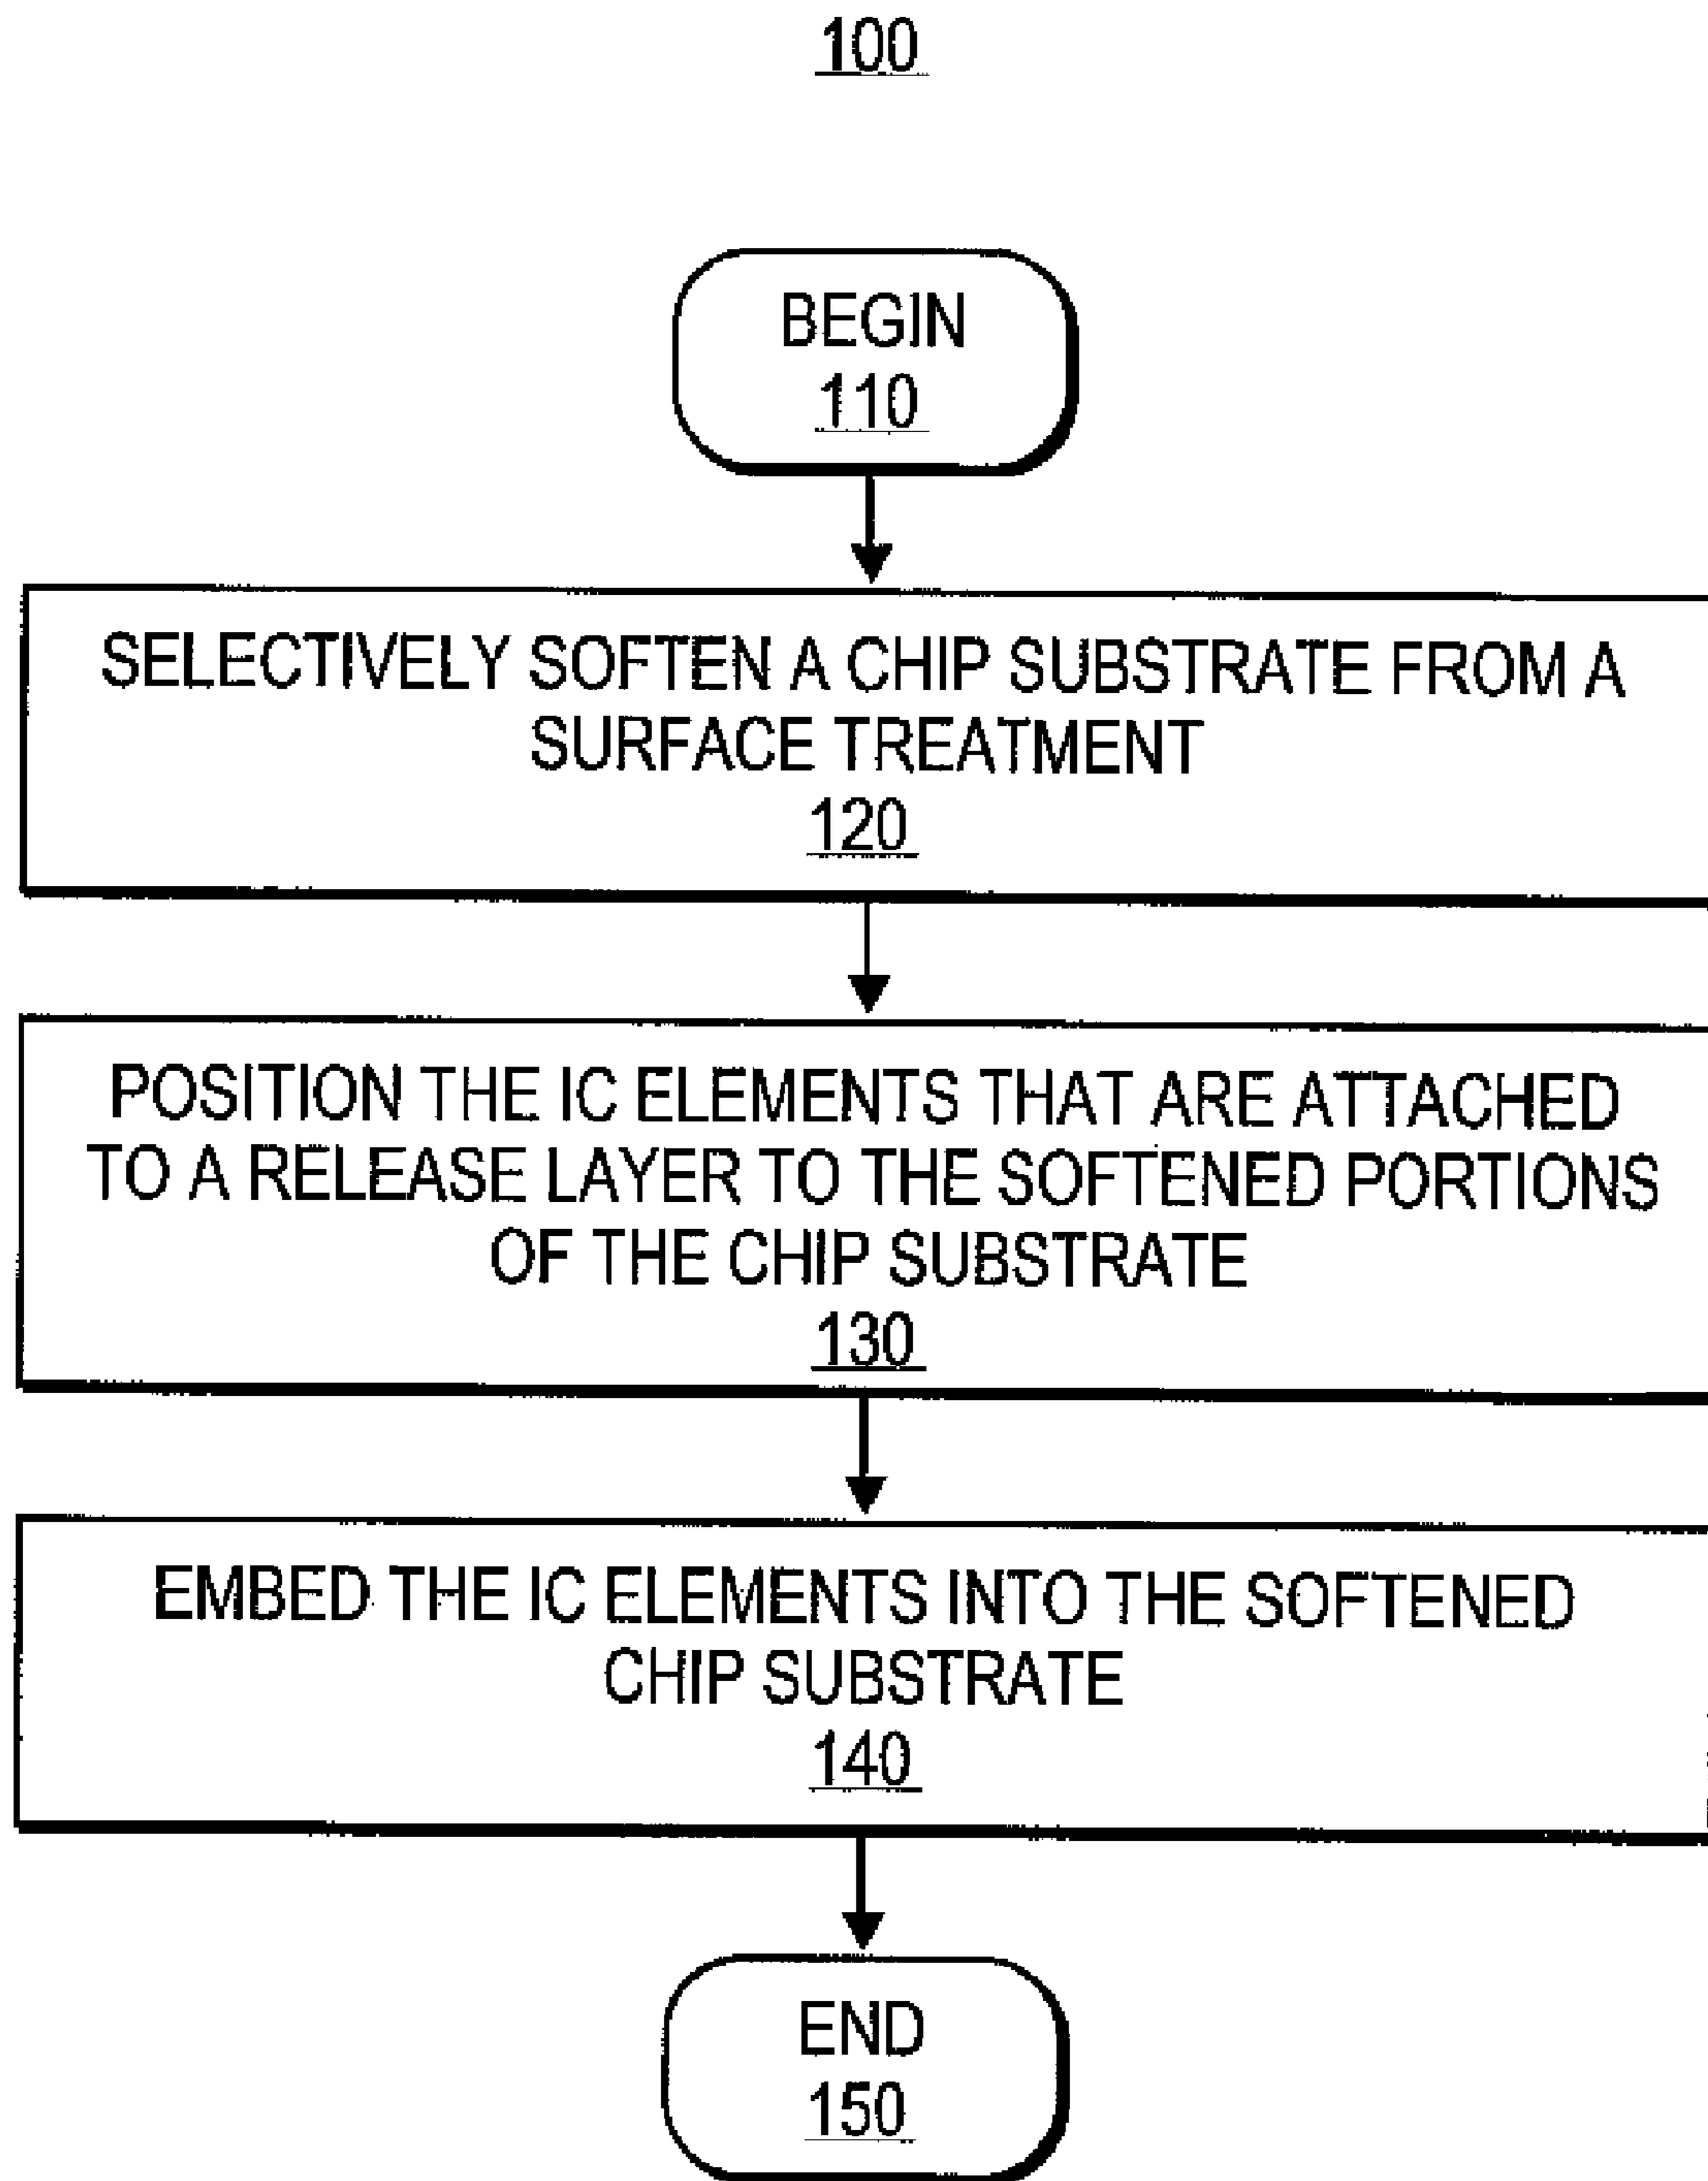 100
BEGIN
110
SELECTIVELY SOFTEN A CHIP SUBSTRATE FROM A
SURFACE TREATMENT
120
POSITION THE IC ELEMENTS THAT ARE ATTACHED
TO A RELEASE LAYER TO THE SOFTENED PORTIONS
OF THE CHIP SUBSTRATE
130
EMBED THE IC ELEMENTS INTO THE SOFTENED
CHIP SUBSTRATE
140
END
150